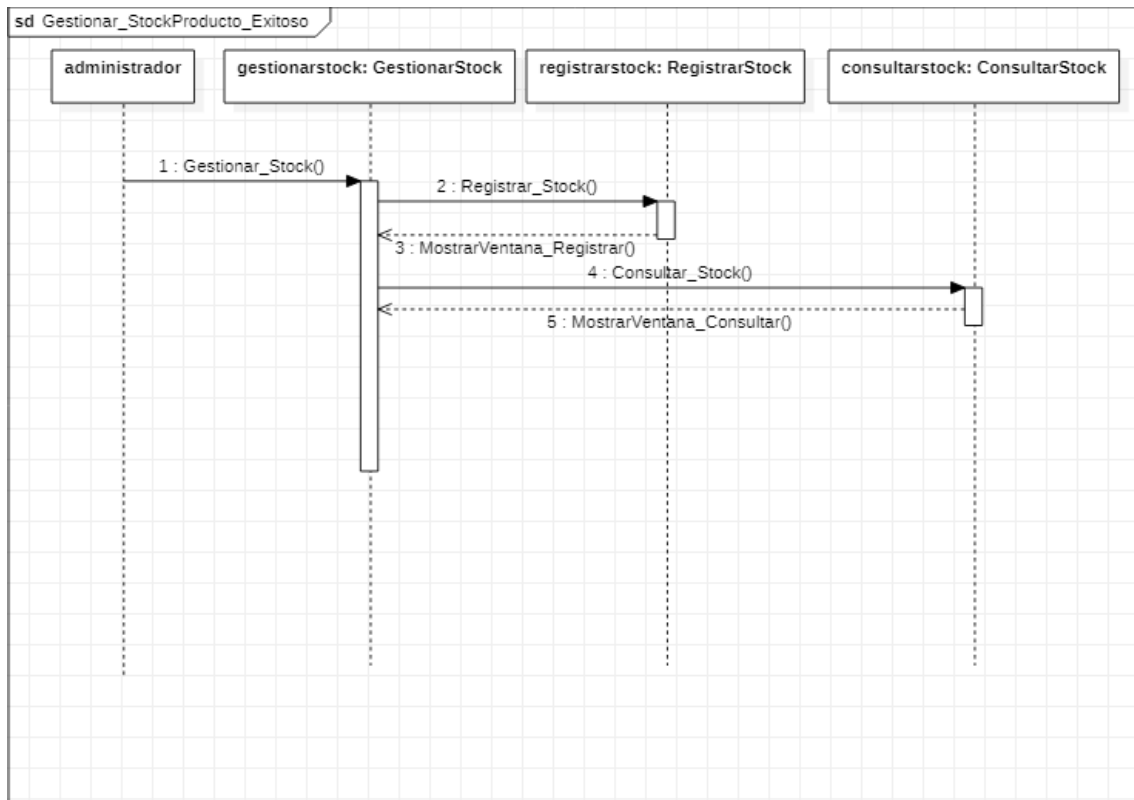 sd Gestionar_StockProducto_Exitoso
administrador
gestionarstock: GestionarStock
registrarstock: RegistrarStock
consultarstock: ConsultarStock
1 : Gestionar_Stock()
2 : Registrar_Stock()
3 : MostrarVentana_Registrar()
4 : Consultar_Stock()
5 : MostrarVentana_Consultar()